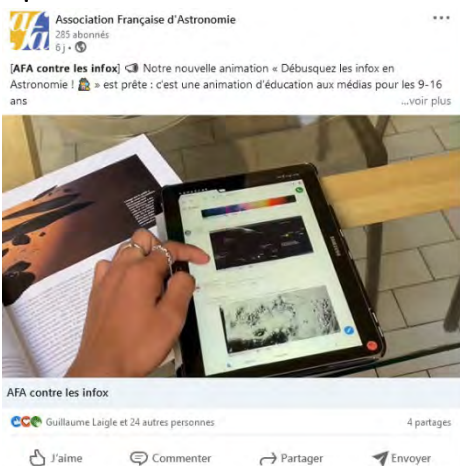 Association Française d'Astronomie
285 abonnés
6 j •
[AFA contre les infox] Notre nouvelle animation « Débusquez les infox en
Astronomie ! » est prête : c'est une animation d'éducation aux médias pour les 9-16
ans ...voir plus
SAMSUNG
AFA contre les infox
Guillaume Laigle et 24 autres personnes 4 partages
J'aime Commenter Partager Envoyer